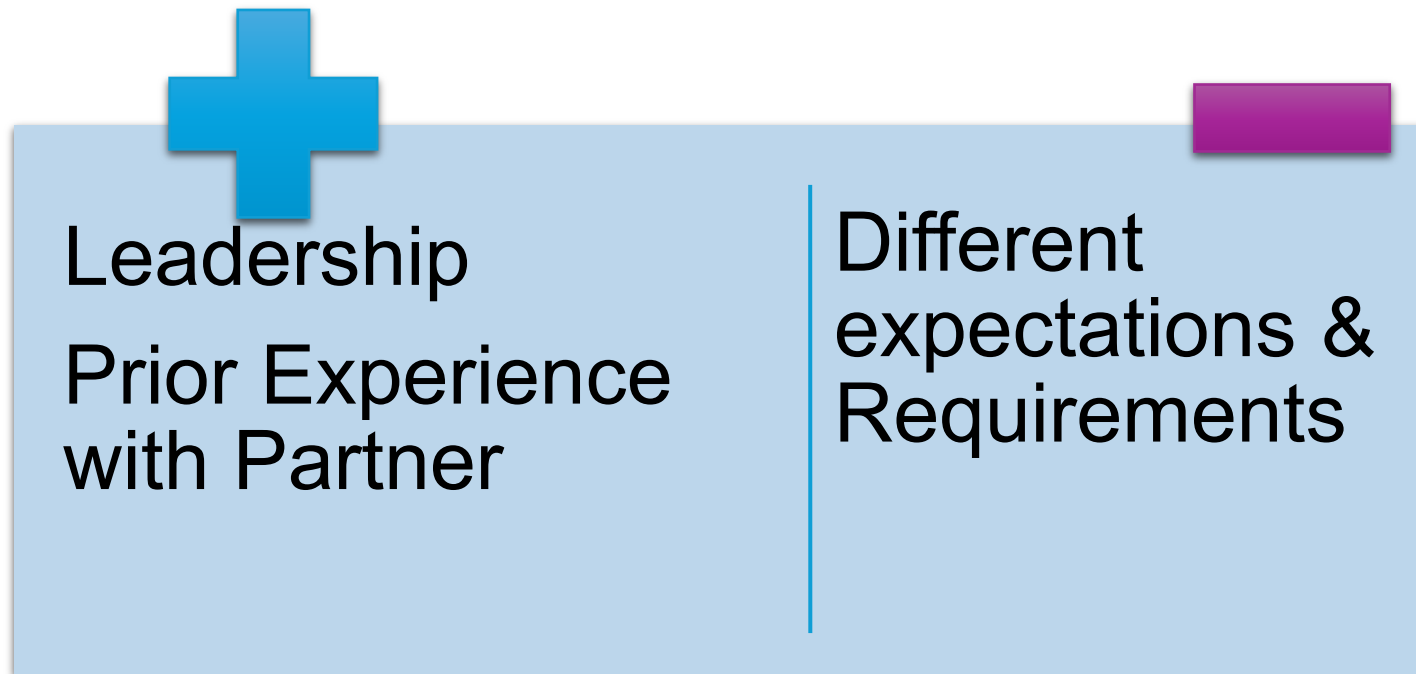 Leadership
Prior Experience
with Partner
Different
expectations &
Requirements